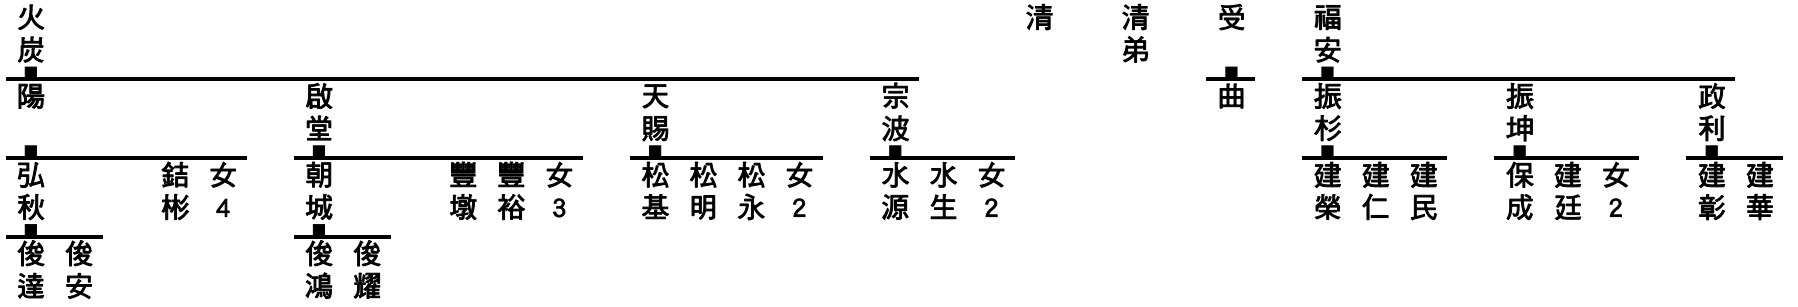 火炭 清 清弟 受 福安
陽 啟堂 天賜 宗波 曲 振杉 振坤 政利
弘秋 銡彬 女4 朝城 豐墩 豐裕 女3 松基 松明 松永 女2 水源 水生 女2 建榮 建仁 建民 保成 建廷 女2 建彰 建華
俊達 俊安 俊鴻 俊耀